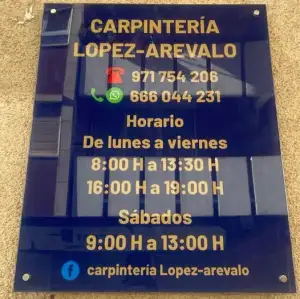 CARPINTERÍA
LOPEZ-AREVALO
971 754 206
666 044 231
Horario
De lunes a viernes
8:00 H a 13:30 H
16:00 H a 19:00 H
Sábados
9:00 H a 13:00 H
carpintería Lopez-arevalo